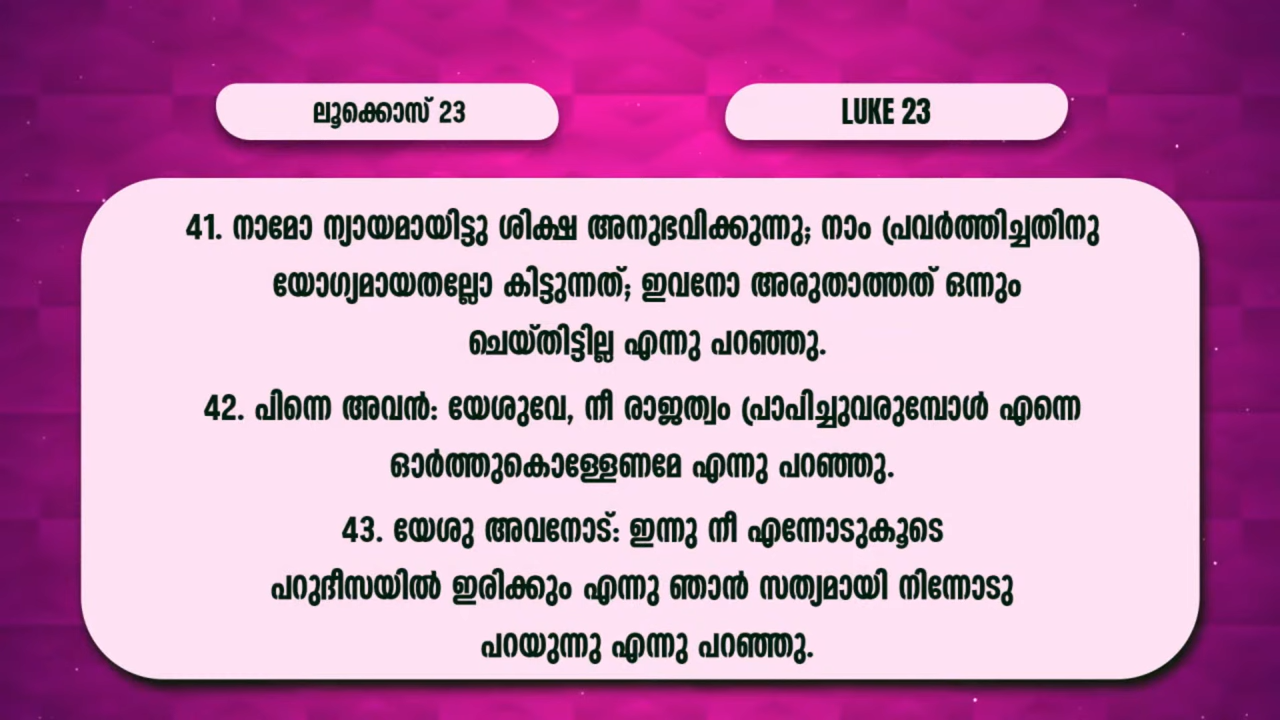 ലൂക്കൊസ് 23
LUKE 23
41. നാമോ ന്യായമായിട്ടു ശിക്ഷ അനുഭവിക്കുന്നു; നാം പ്രവർത്തിച്ചതിനു
യോഗ്യമായതല്ലോ കിട്ടുന്നത്; ഇവനോ അരുതാത്തത് ഒന്നും
ചെയ്തിട്ടില്ല എന്നു പറഞ്ഞു.
42. പിന്നെ അവൻ: യേശുവേ, നീ രാജത്വം പ്രാപിച്ചുവരുമ്പോൾ എന്നെ
ഓർത്തുകൊള്ളേണമേ എന്നു പറഞ്ഞു.
43. യേശു അവനോട്: ഇന്നു നീ എന്നോടുകൂടെ
പറുദീസയിൽ ഇരിക്കും എന്നു ഞാൻ സത്യമായി നിന്നോടു
പറയുന്നു എന്നു പറഞ്ഞു.